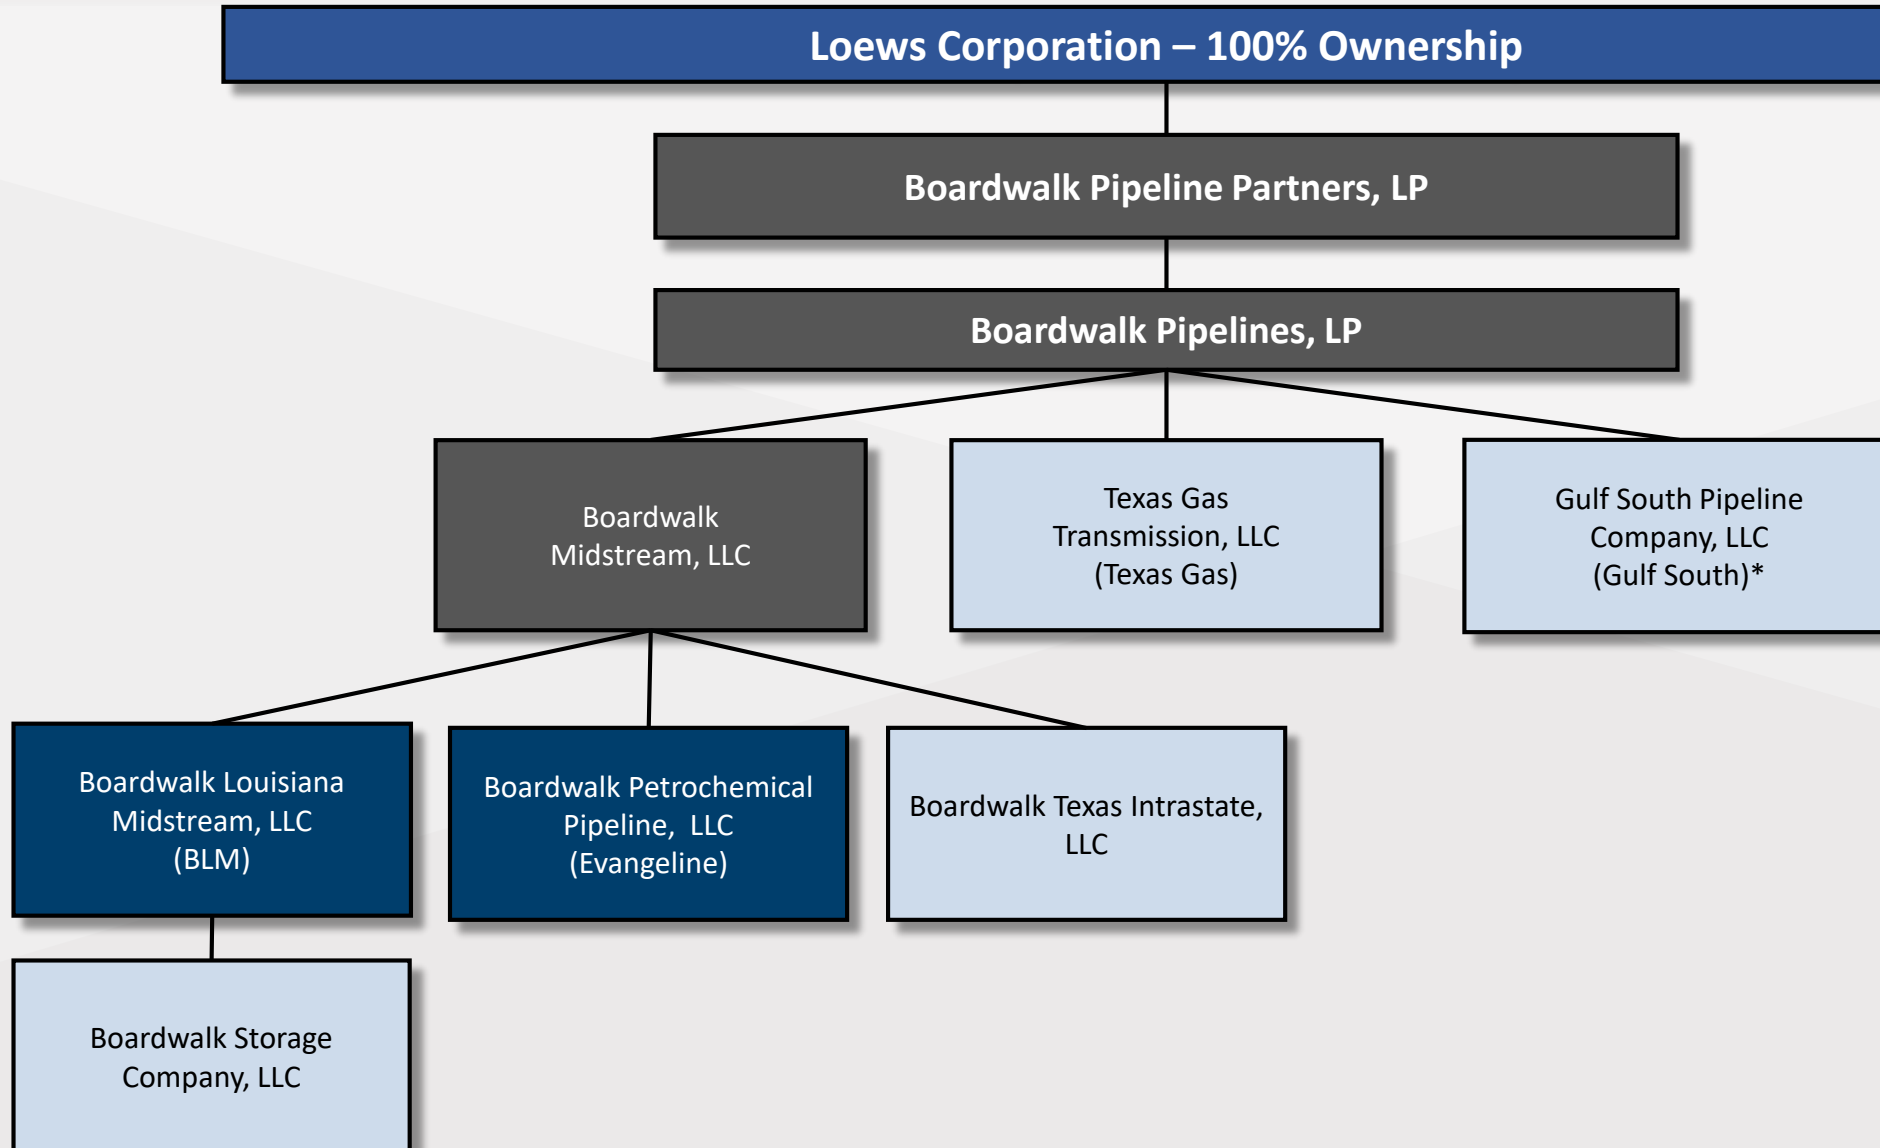 Loews Corporation – 100% Ownership
Boardwalk Pipeline Partners, LP
Boardwalk Pipelines, LP
Boardwalk
Midstream, LLC
Texas Gas
Transmission, LLC
(Texas Gas)
Gulf South Pipeline
Company, LLC
(Gulf South)*
Boardwalk Louisiana
Midstream, LLC
(BLM)
Boardwalk Petrochemical
Pipeline,  LLC
(Evangeline)
Boardwalk Texas Intrastate,
LLC
Boardwalk Storage
Company, LLC